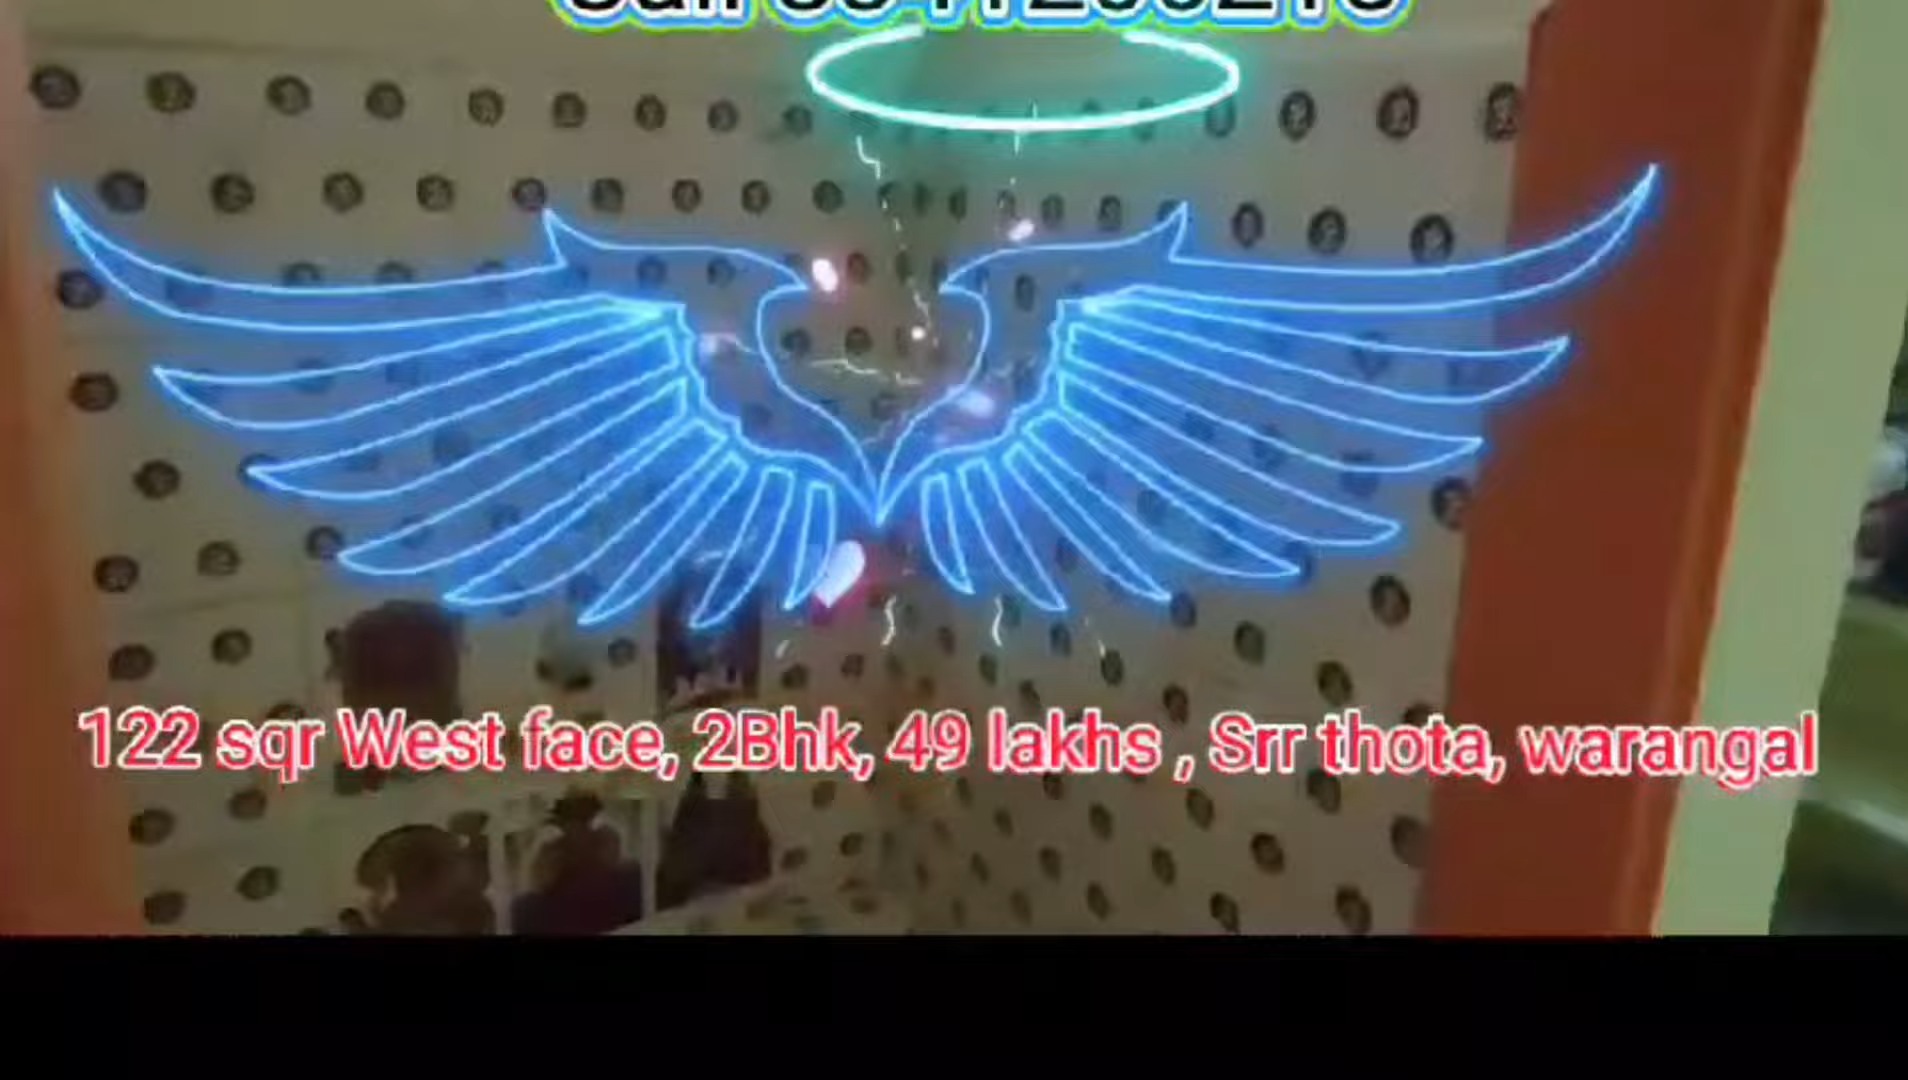 122 sqr West face, 2Bhk, 49 lakhs , Srr thota, warangal